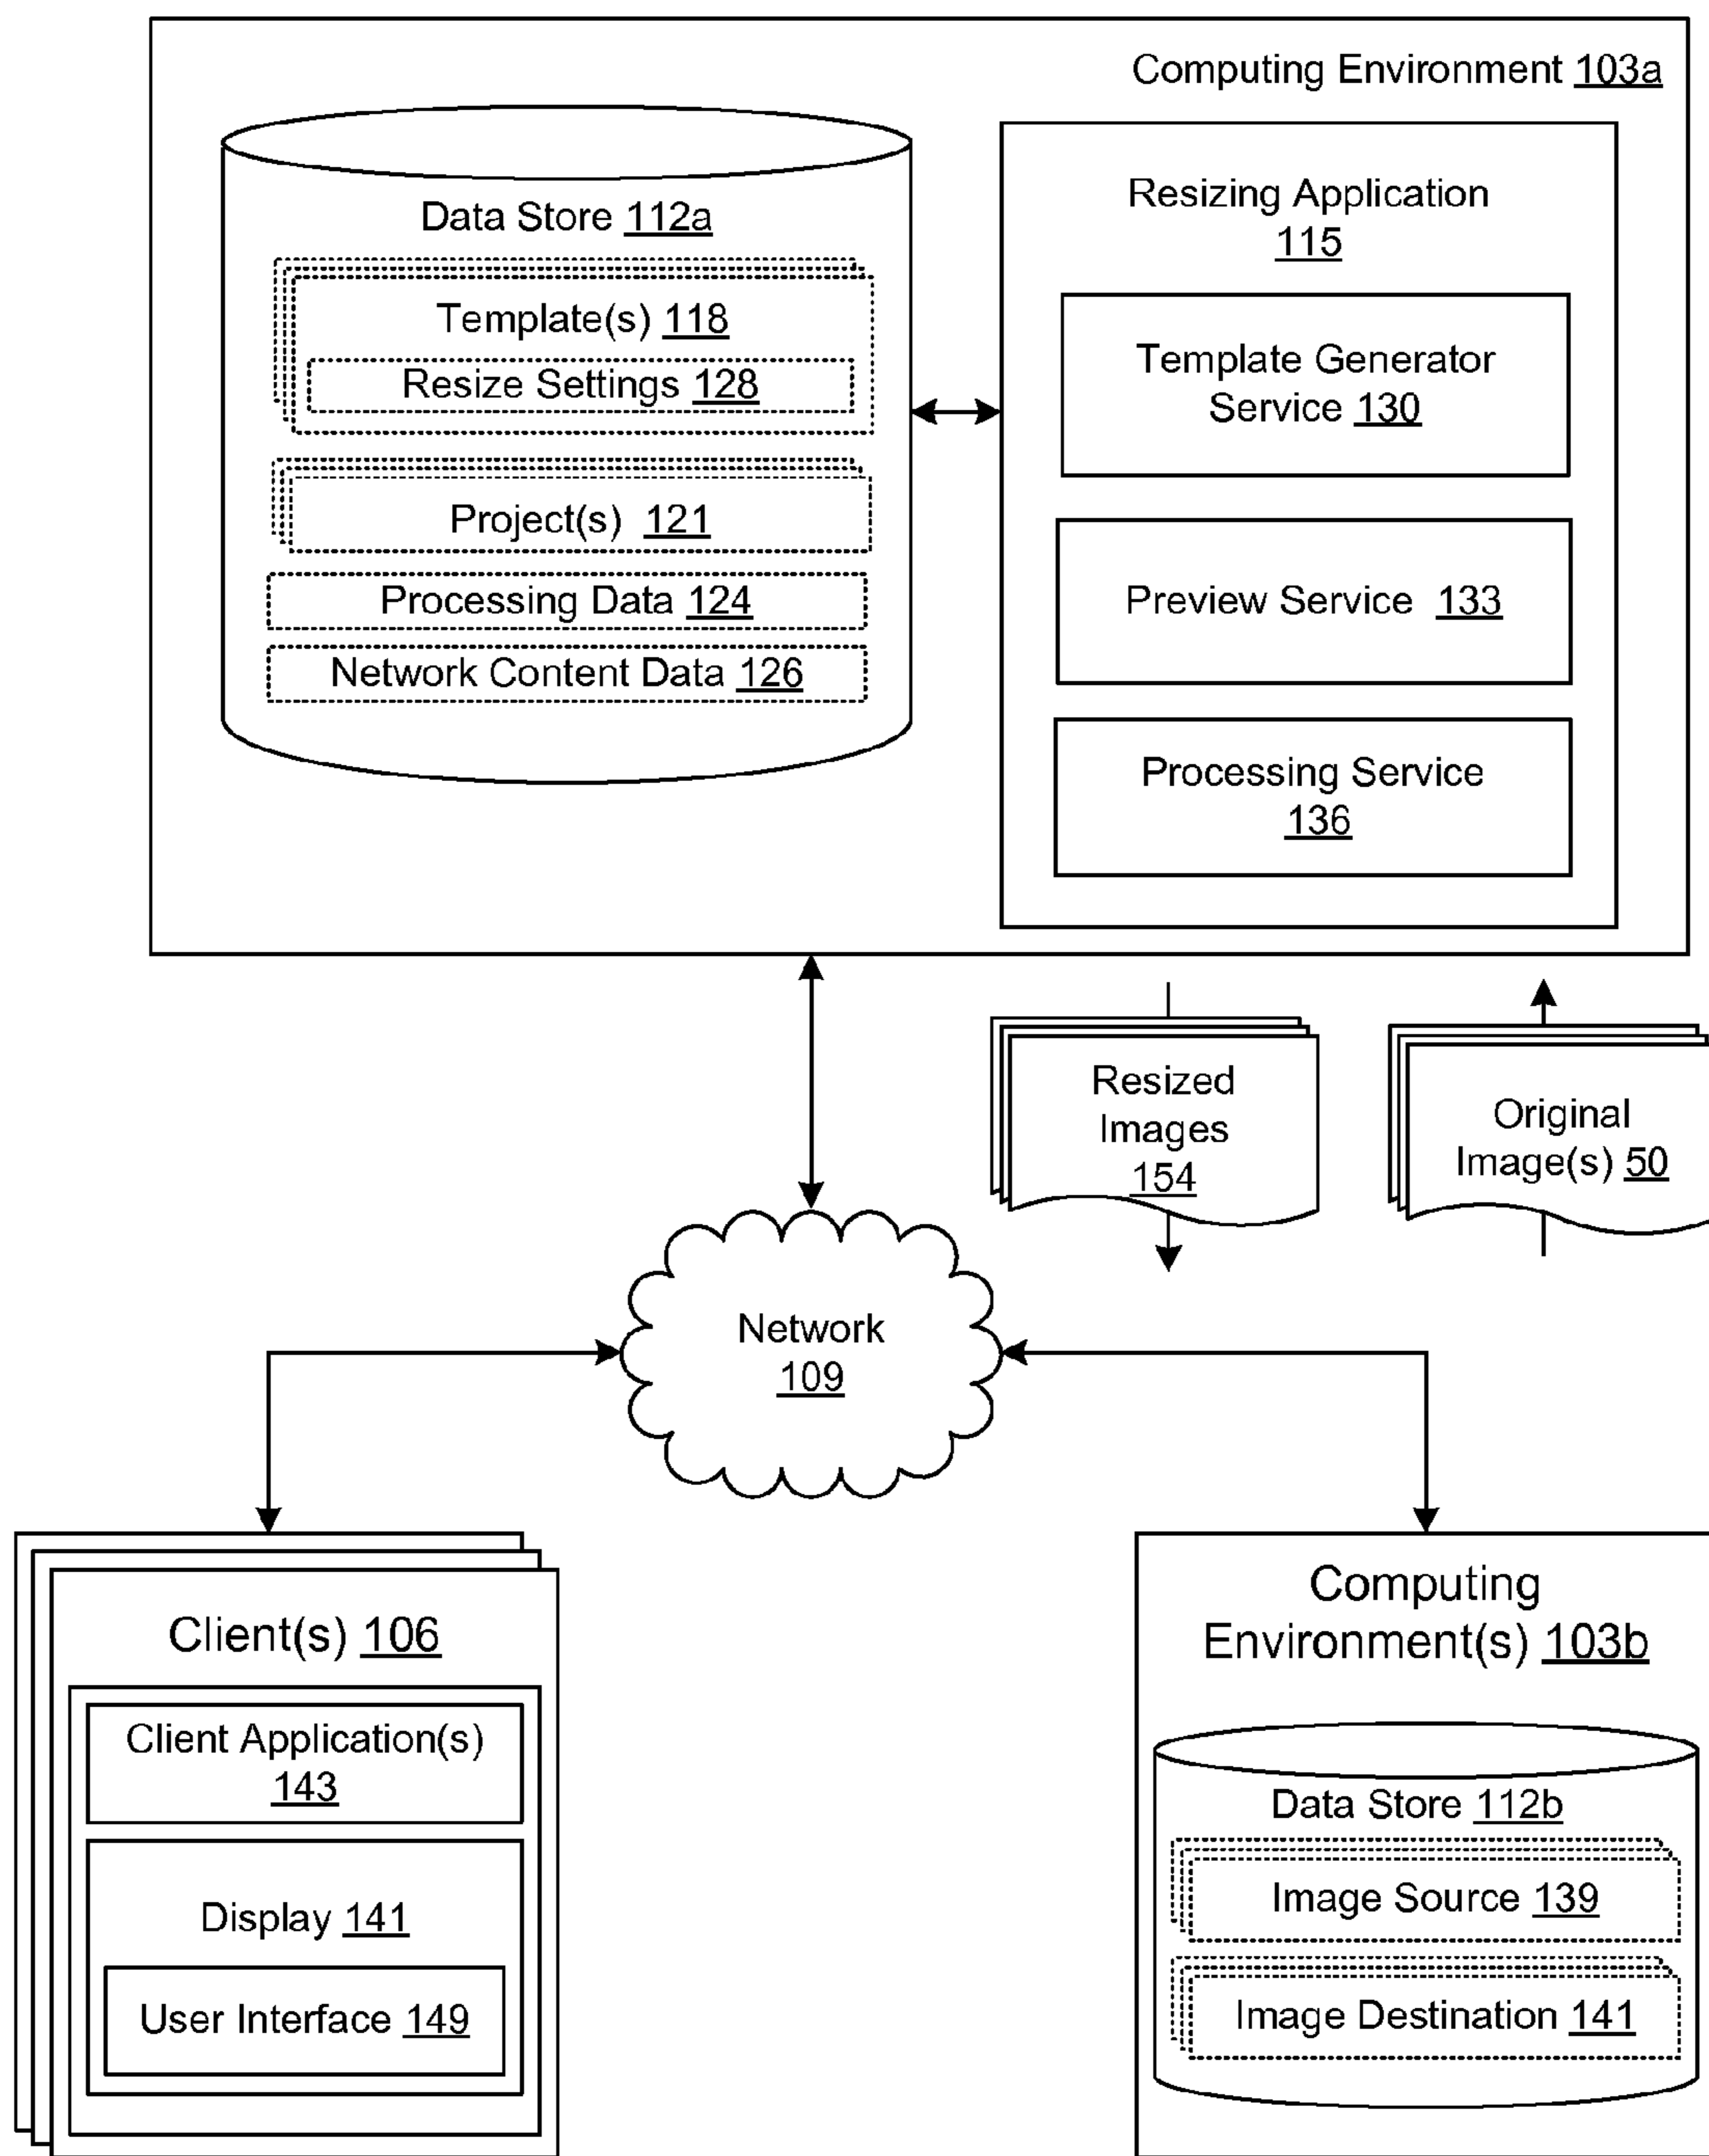 Computing Environment 103a
Data Store 112a
Template(s) 118
Resize Settings 128
Project(s) 121
Processing Data 124
Network Content Data 126
Resizing Application
115
Template Generator
Service 130
Preview Service 133
Processing Service
136
Resized
Images
154
Original
Image(s) 50
Network
109
Client(s) 106
Client Application(s)
143
Display 141
User Interface 149
Computing
Environment(s) 103b
Data Store 112b
Image Source 139
Image Destination 141